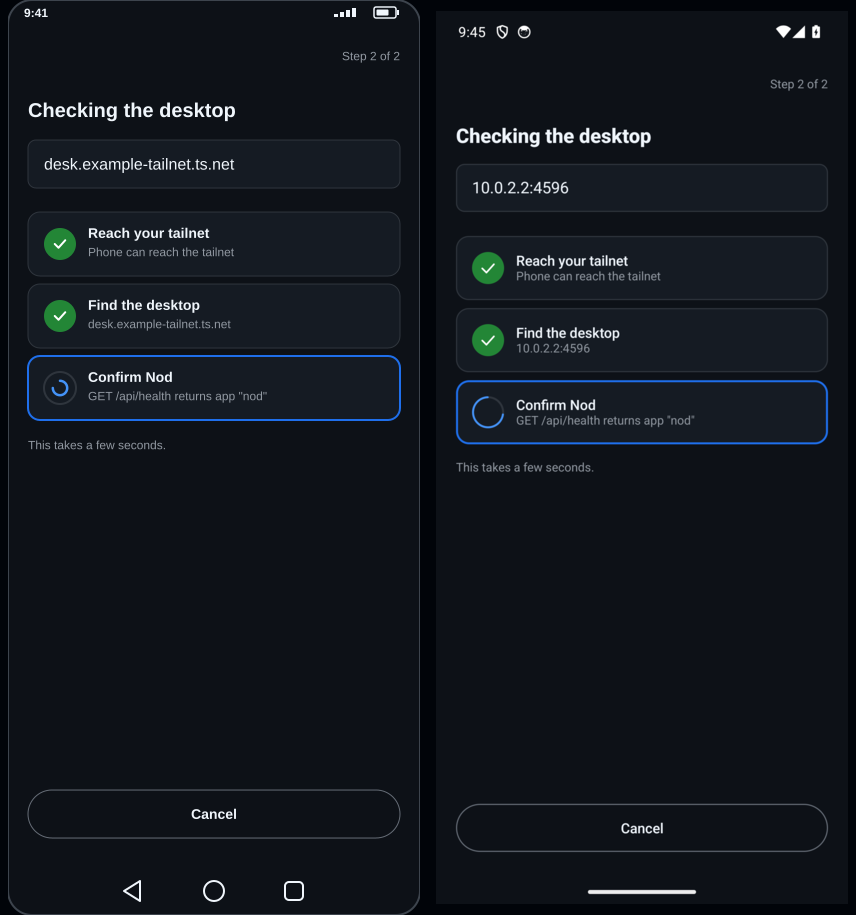 9:41
Step 2 of 2
Checking the desktop
desk.example-tailnet.ts.net
Reach your tailnet
Phone can reach the tailnet
Find the desktop
desk.example-tailnet.ts.net
Confirm Nod
GET /api/health returns app "nod"
This takes a few seconds.
Cancel
9:45
Step 2 of 2
Checking the desktop
10.0.2.2:4596
Reach your tailnet
Phone can reach the tailnet
Find the desktop
10.0.2.2:4596
Confirm Nod
GET /api/health returns app "nod"
This takes a few seconds.
Cancel